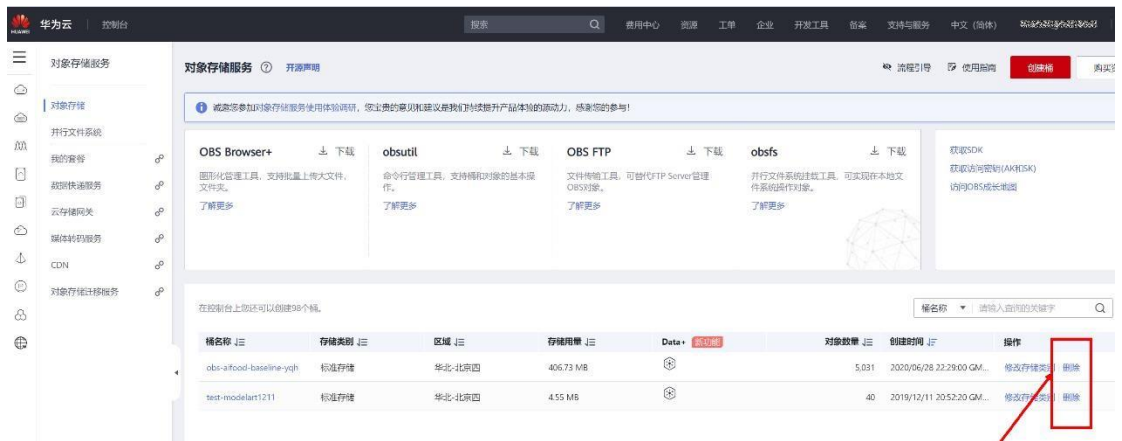 HUAWEI 华为云 控制台 搜索 费用中心 资源 工单 企业 开发工具 备案 支持与服务 中文 (简体)
对象存储服务
对象存储服务 开源声明 流程引导 使用指南 创建桶 购买
对象存储
诚邀您参加对象存储服务使用体验调研，您宝贵的意见和建议是我们持续提升产品体验的源动力，感谢您的参与！
并行文件系统
我的套餐
数据快递服务
云存储网关
媒体转码服务
CDN
对象存储迁移服务
OBS Browser+ 下载
图形化管理工具，支持批量上传大文件、
文件夹。
了解更多
obsutil 下载
命令行管理工具，支持桶和对象的基本操
作。
了解更多
OBS FTP 下载
文件传输工具，可替代FTP Server管理
OBS对象。
了解更多
obsfs 下载
并行文件系统挂载工具，可实现在本地文
件系统操作对象。
了解更多
获取SDK
获取访问密钥(AK和SK)
访问OBS成长地图
在控制台上您还可以创建98个桶。
桶名称 请输入查询的关键字
桶名称 存储类别 区域 存储用量 Data+ 新功能 对象数量 创建时间 操作
obs-aifood-baseline-yqh 标准存储 华北-北京四 406.73 MB 5,031 2020/06/28 22:29:00 GM... 修改存储类别 删除
test-modelart1211 标准存储 华北-北京四 4.55 MB 40 2019/12/11 20:52:20 GM... 修改存储类别 删除